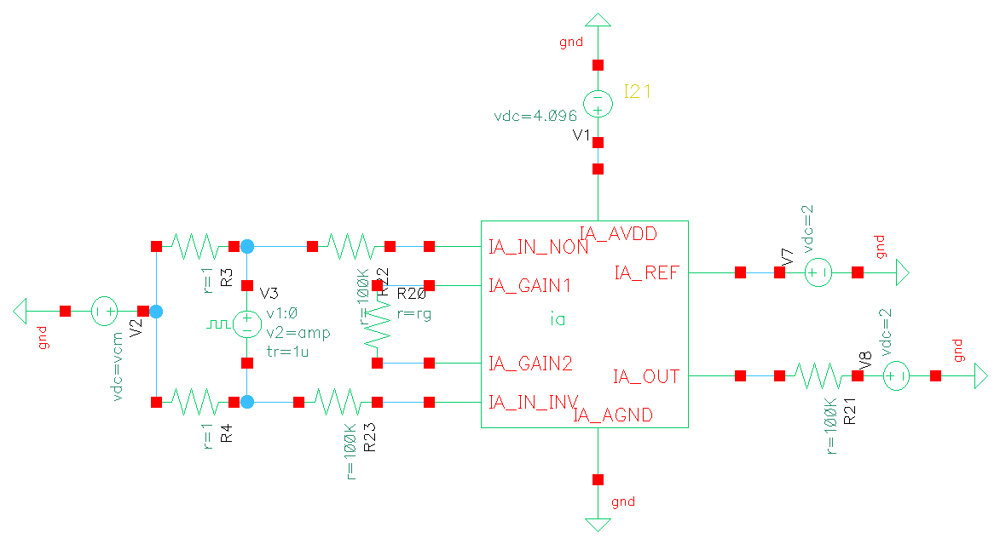 gnd
I21
vdc=4.096
V1
IA_AVDD
IA_IN_NON
IA_REF
IA_GAIN1
ia
IA_GAIN2
IA_OUT
IA_IN_INV
IA_AGND
gnd
gnd
V2
vdc=vcm
r=1
R3
r=1
R4
V3
v1:0
v2=amp
tr=1u
r=100K
R22
R20
r=rg
r=100K
R23
V7
vdc=2
gnd
V8
vdc=2
gnd
r=100K
R21